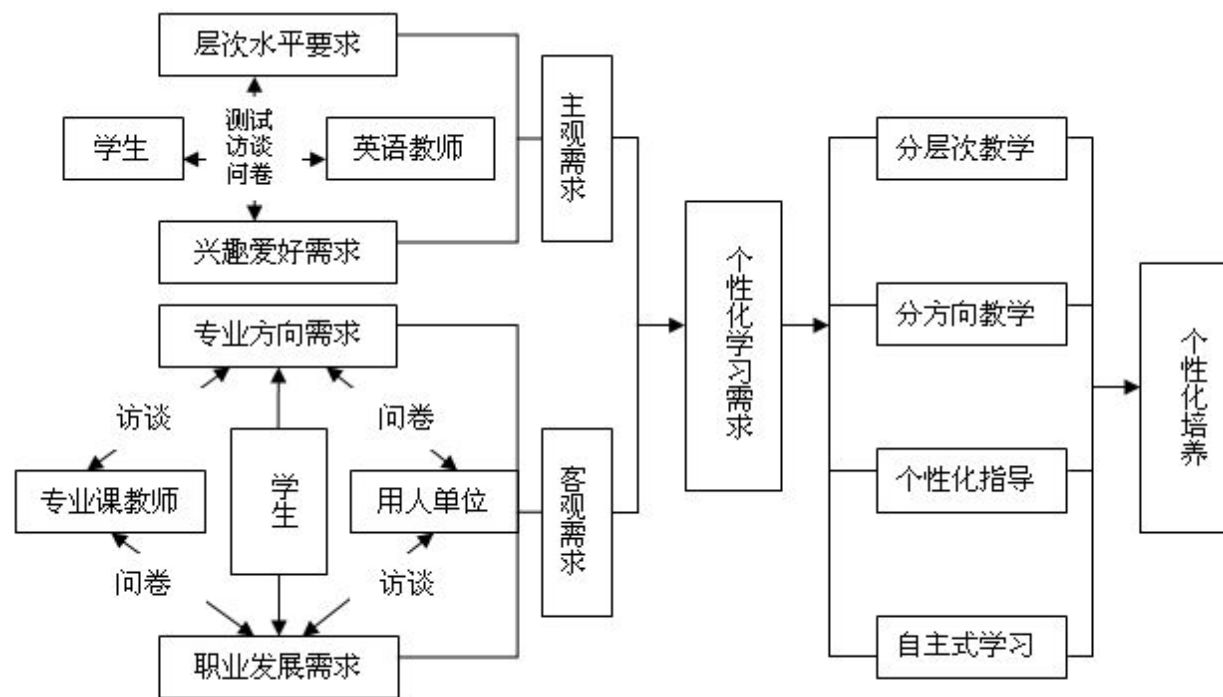 层次水平要求
测试
访谈
问卷
学生
英语教师
兴趣爱好需求
主观需求
专业方向需求
访谈
问卷
学生
专业课教师
用人单位
问卷
访谈
职业发展需求
客观需求
个性化学习需求
分层次教学
分方向教学
个性化指导
自主式学习
个性化培养